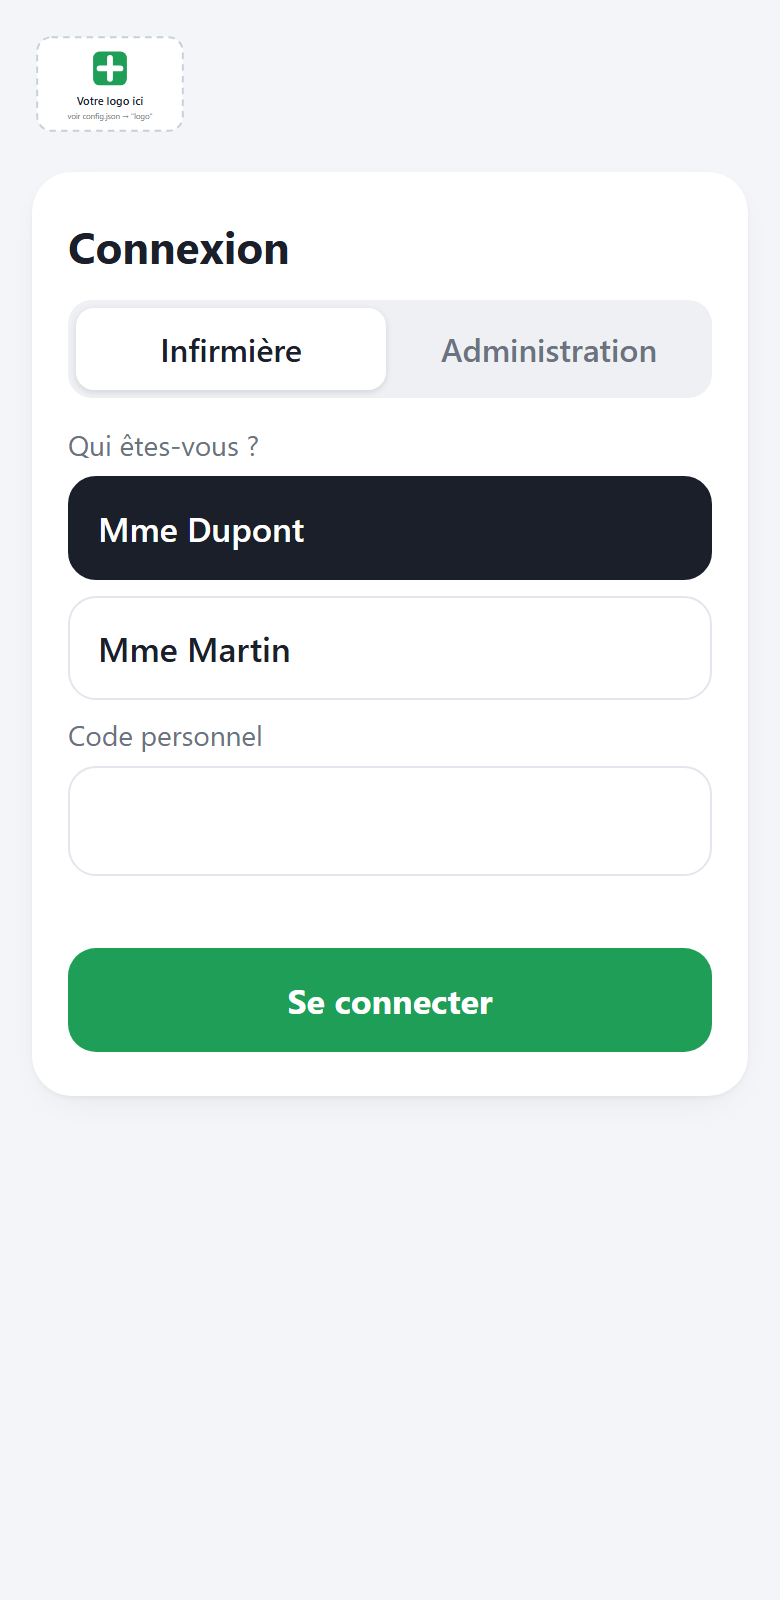 Votre logo ici
voir config.json → "logo"
Connexion
Infirmière
Administration
Qui êtes-vous ?
Mme Dupont
Mme Martin
Code personnel
Se connecter